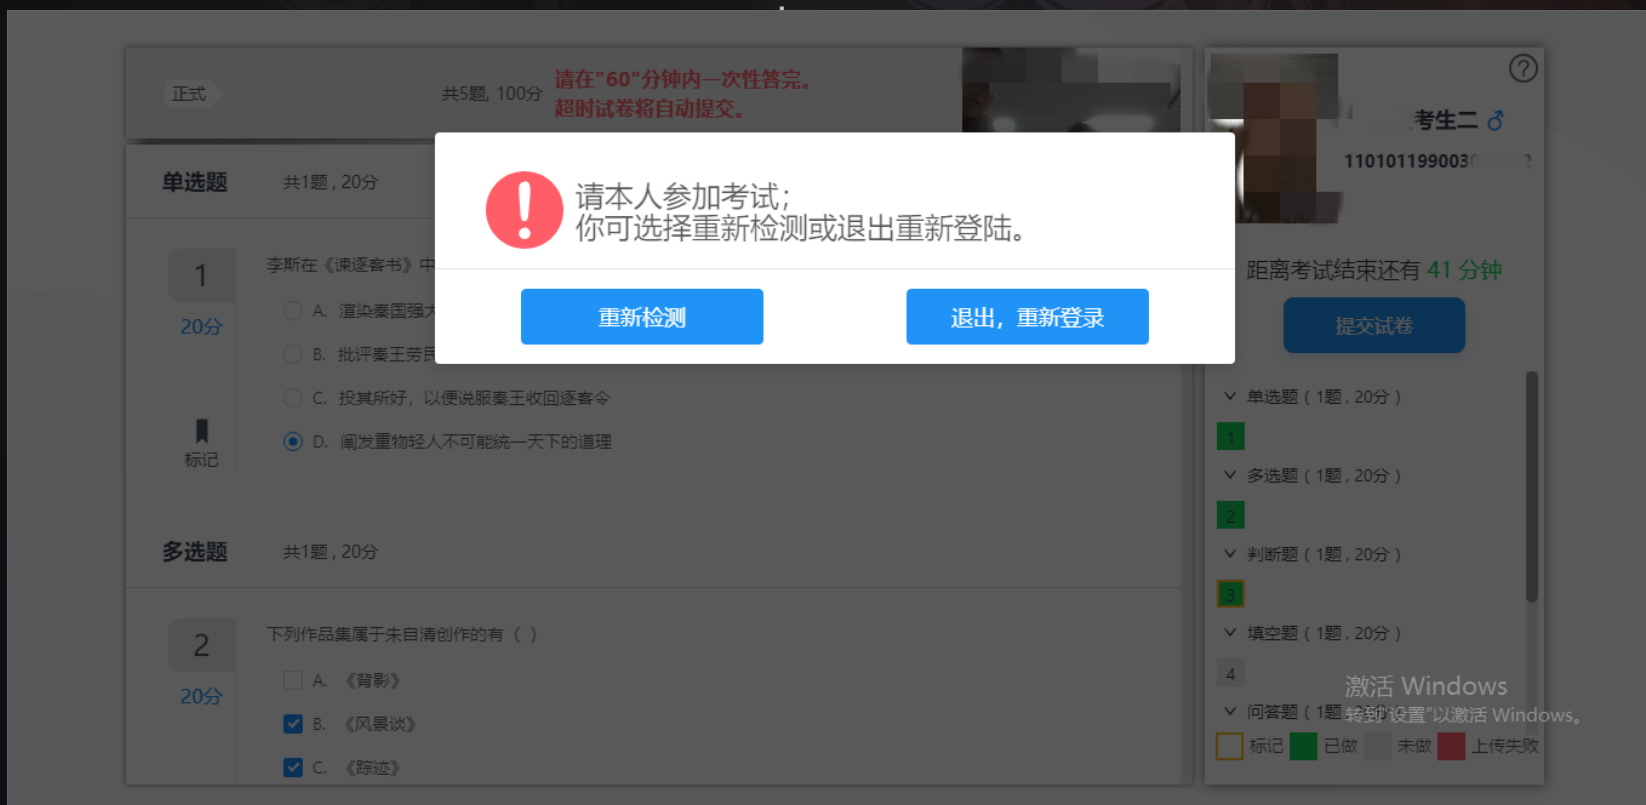 正式
共5题, 100分
请在"60"分钟内一次性答完。
超时试卷将自动提交。
考生二
1101011990030
2
请本人参加考试;
你可选择重新检测或退出重新登陆。
重新检测
退出，重新登录
单选题
共1题 , 20分
1
20分
标记
李斯在《谏逐客书》中
A. 渲染秦国强大
B. 批评秦王劳民
C. 投其所好，以便说服秦王收回逐客令
D. 阐发重物轻人不可能统一天下的道理
多选题
共1题 , 20分
2
20分
下列作品集属于朱自清创作的有（ ）
A. 《背影》
B. 《风景谈》
C. 《踪迹》
距离考试结束还有 41 分钟
提交试卷
单选题 ( 1题 , 20分 )
1
多选题 ( 1题 , 20分 )
2
判断题 ( 1题 , 20分 )
3
填空题 ( 1题 , 20分 )
4
问答题 ( 1题
标记 已做 未做 上传失败
激活 Windows
转到"设置"以激活 Windows。